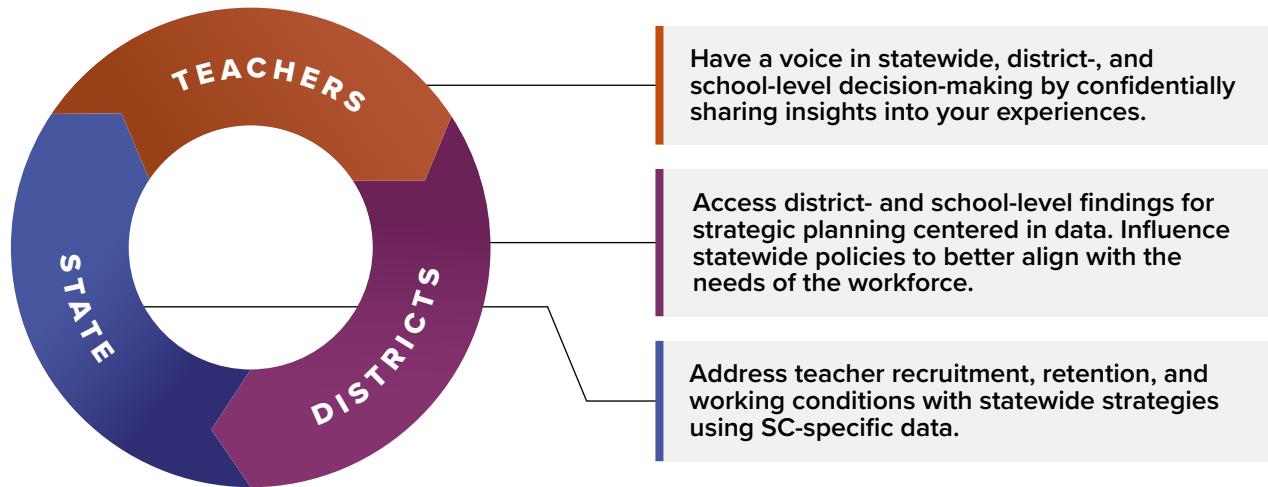 TEACHERS
Have a voice in statewide, district-, and
school-level decision-making by confidentially
sharing insights into your experiences.
DISTRICTS
Access district- and school-level findings for
strategic planning centered in data. Influence
statewide policies to better align with the
needs of the workforce.
STATE
Address teacher recruitment, retention, and
working conditions with statewide strategies
using SC-specific data.